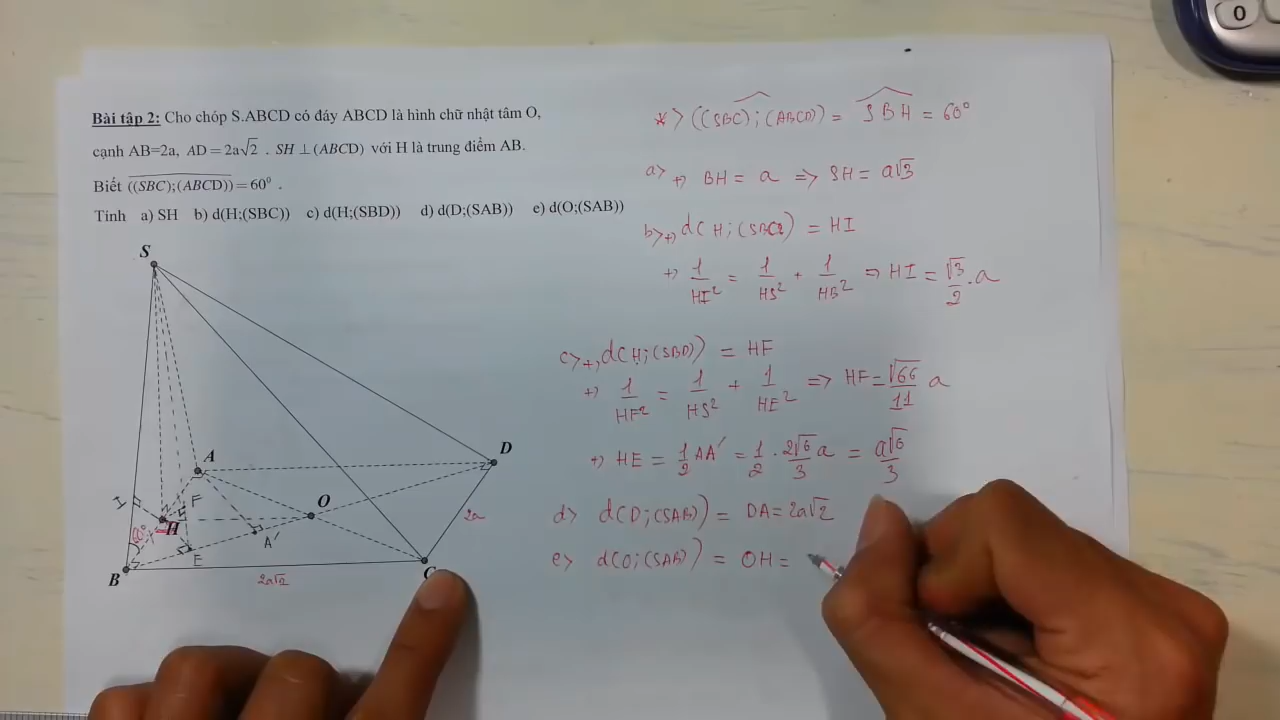 Bài tập 2: Cho chóp S.ABCD có đáy ABCD là hình chữ nhật tâm O,
cạnh AB=2a, AD = 2a√2 . SH ⊥ (ABCD) với H là trung điểm AB.
Biết ((SBC);(ABCD)) = 60⁰ .
Tính a) SH b) d(H;(SBC)) c) d(H;(SBD)) d) d(D;(SAB)) e) d(O;(SAB))
*> ((SBC);(ABCD)) = SBH = 60⁰
a> +) BH = a => SH = a√3
b> +) d(H;(SBC)) = HI
+) 1/HI² = 1/HS² + 1/HB² => HI = √3/2 . a
c> +) d(H;(SBD)) = HF
+) 1/HF² = 1/HS² + 1/HE² => HF = √66/11 a
+) HE = 1/2 AA' = 1/2 . 2√6/3 a = a√6/3
d> d(D;(SAB)) = DA = 2a√2
e> d(O;(SAB)) = OH =
S
A
D
I
F
O
H
2a
60⁰
A'
E
B
C
2a√2
0